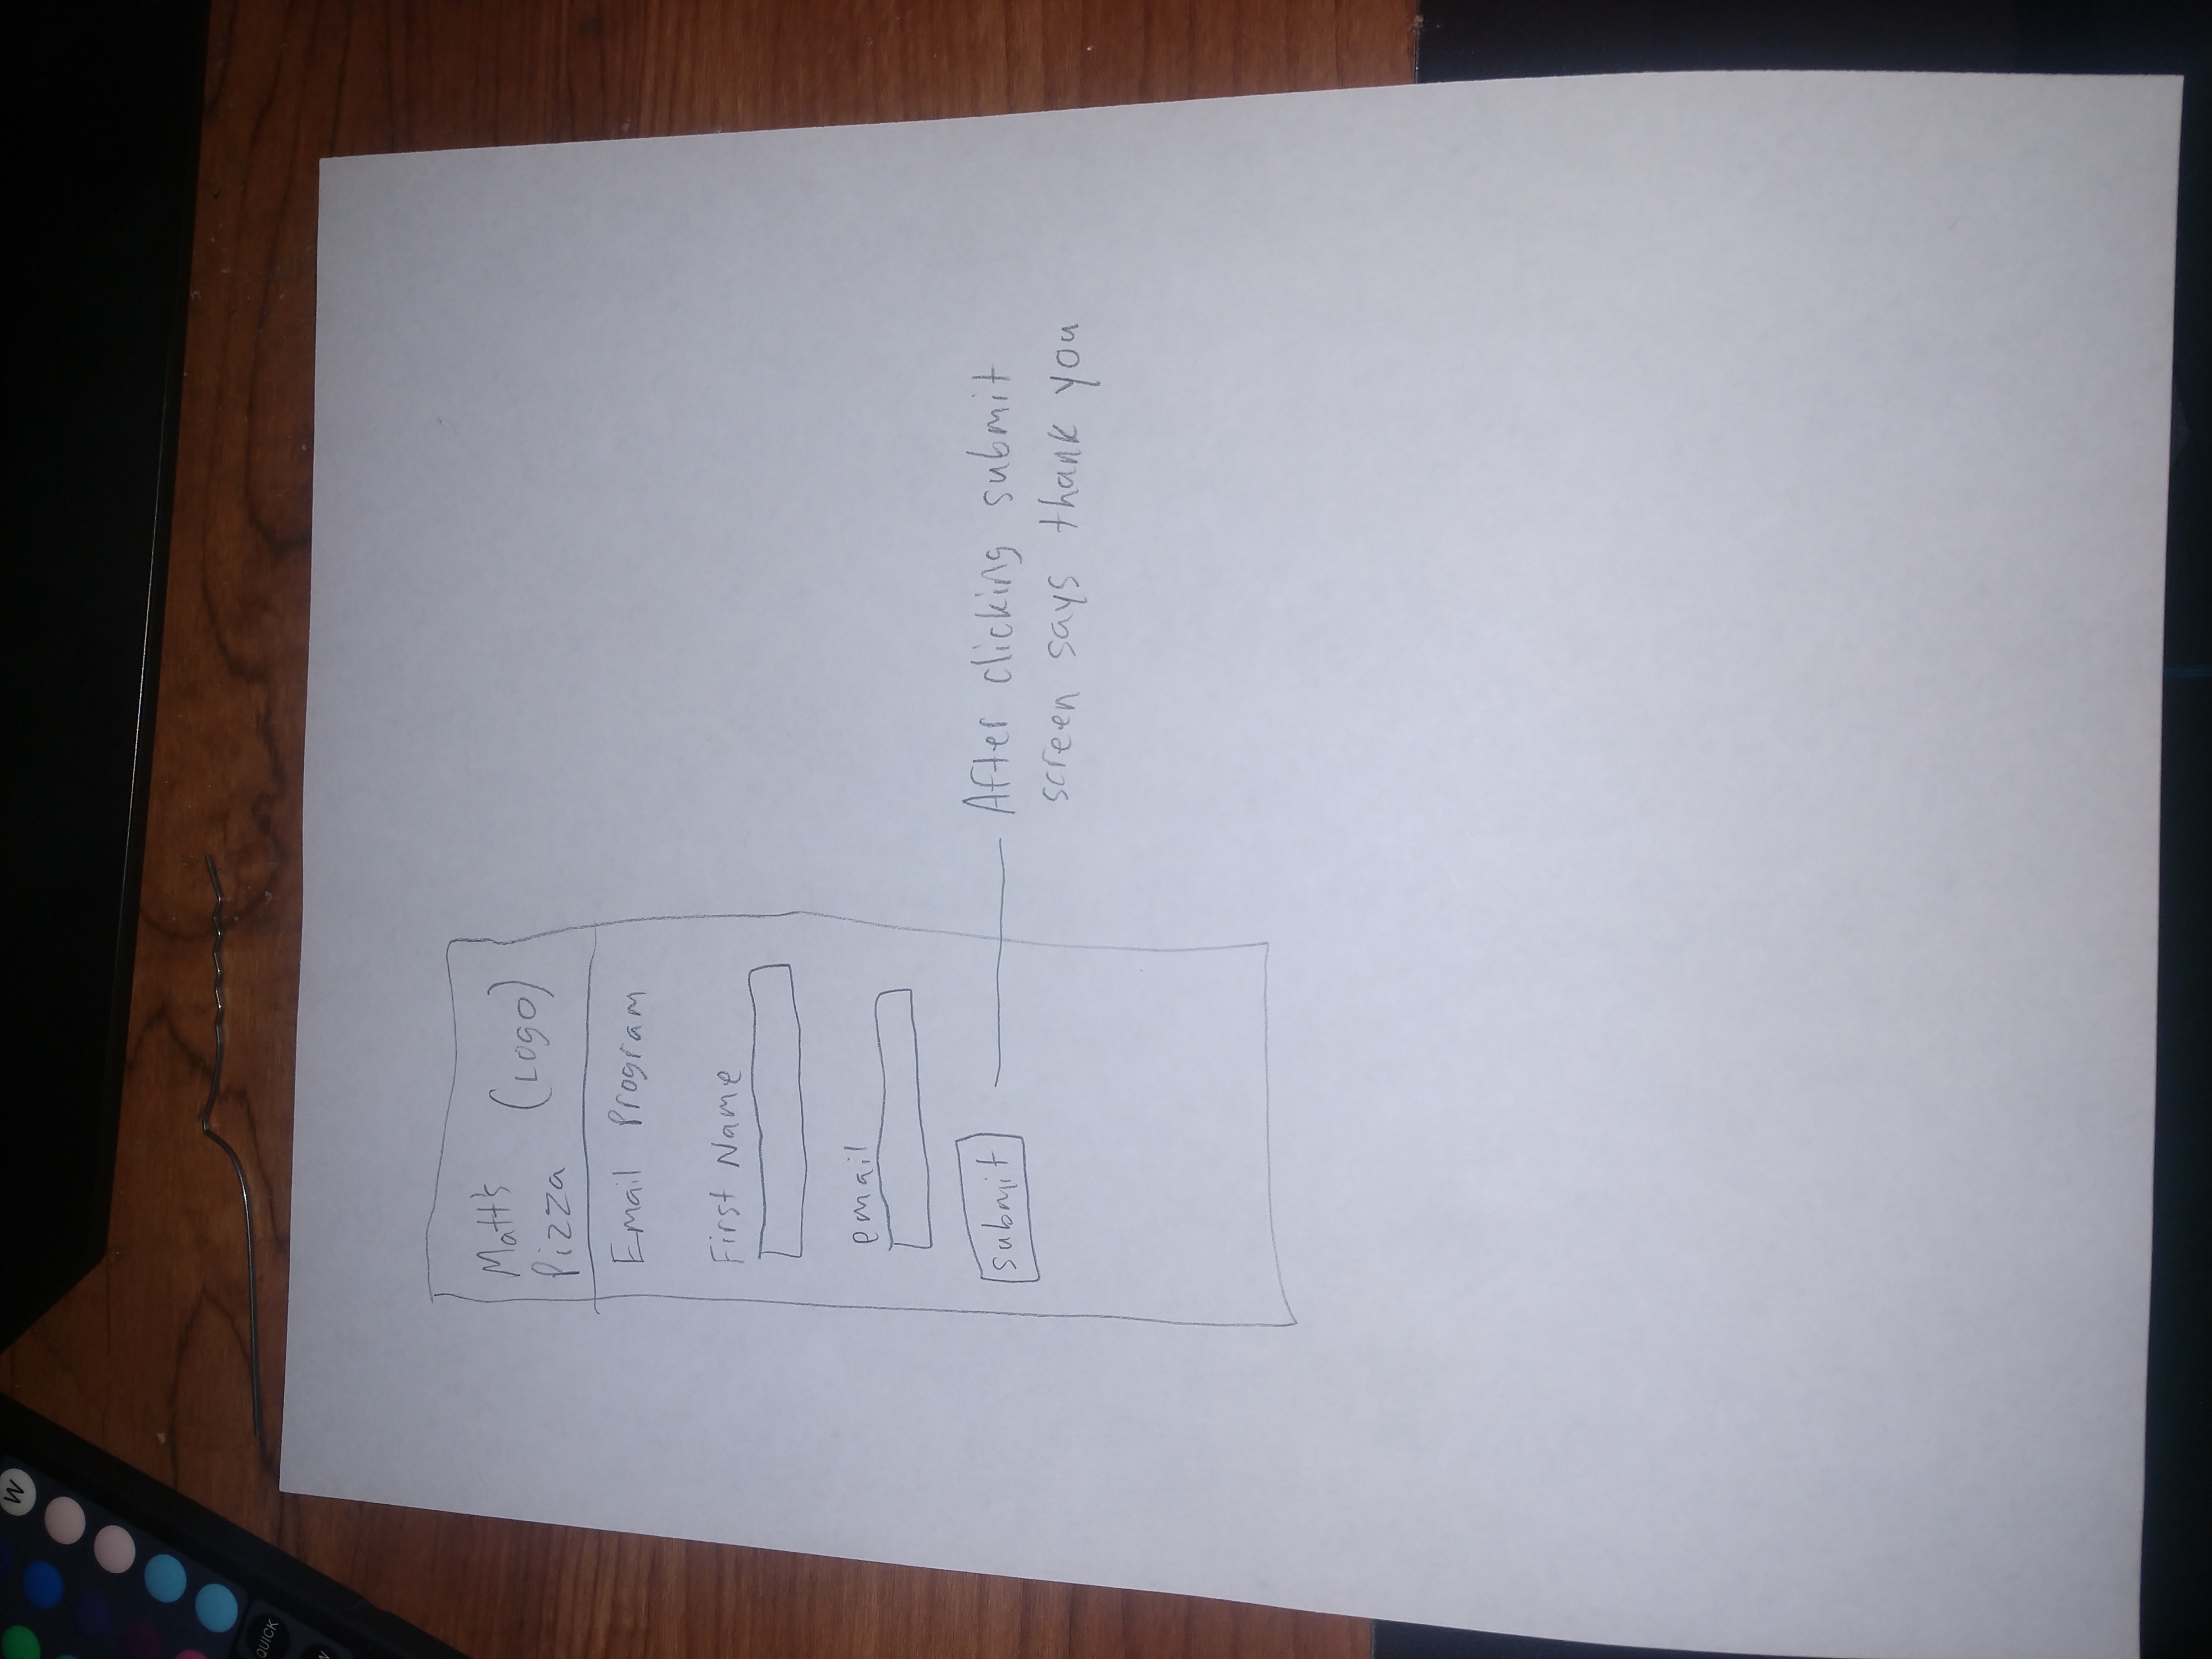 W
QUICK
W
Matt's
Pizza
(Logo)
Email Program
First Name
email
submit
After clicking submit
screen says thank you